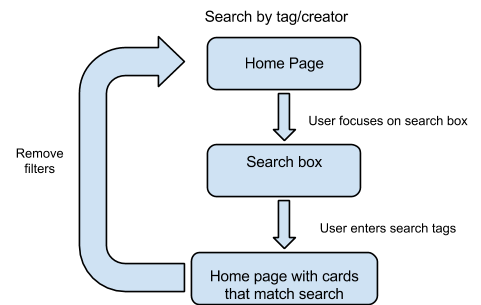 Search by tag/creator
Home Page
User focuses on search box
Remove
filters
Search box
User enters search tags
Home page with cards
that match search